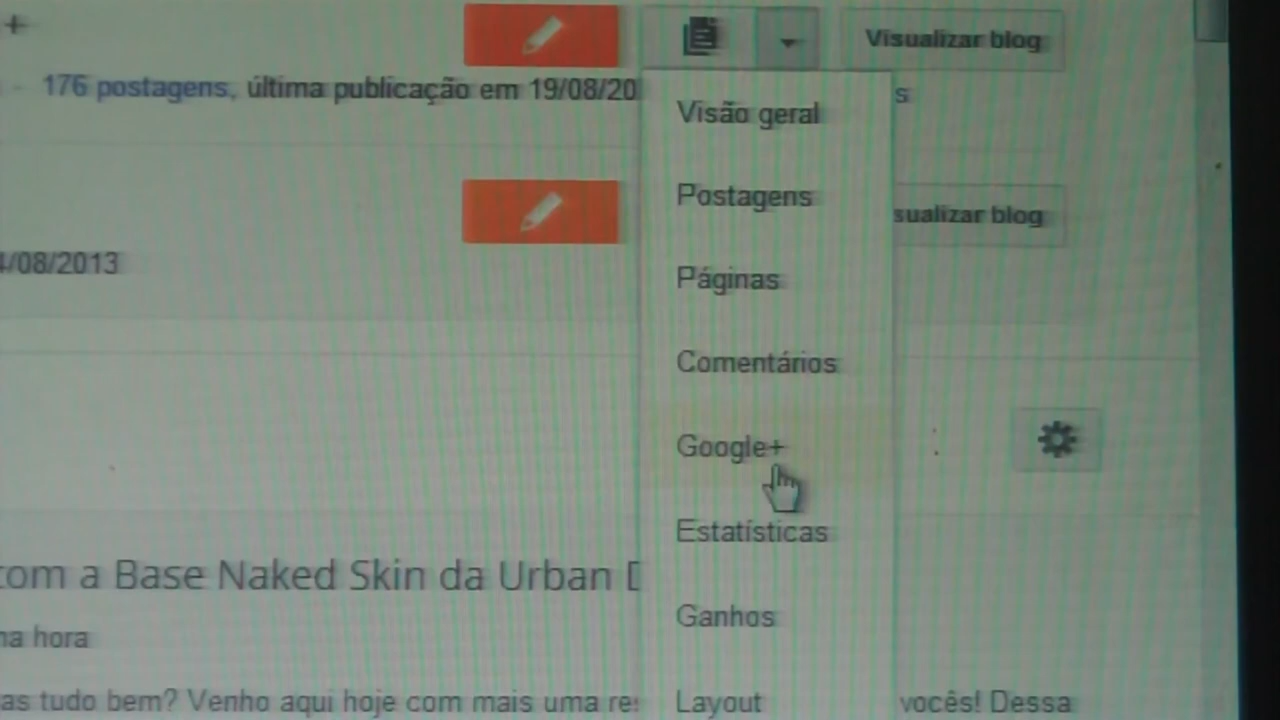 +
Visualizar blog
176 postagens, última publicação em 19/08/20
s
Visão geral
Postagens
sualizar blog
4/08/2013
Páginas
Comentários
Google+
Estatísticas
com a Base Naked Skin da Urban D
Ganhos
na hora
as tudo bem? Venho aqui hoje com mais uma re
Layout
vocês! Dessa